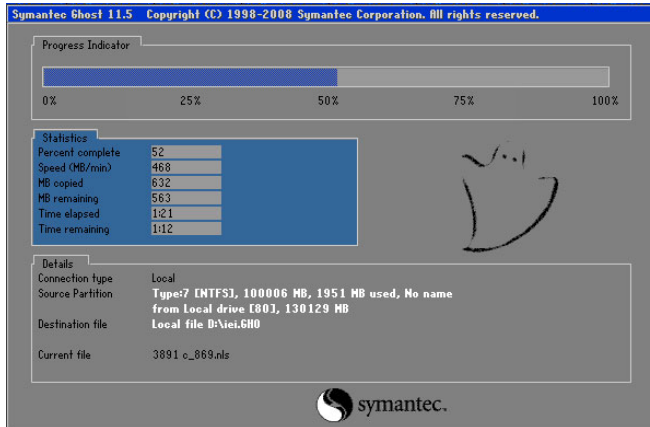 Symantec Ghost 11.5   Copyright (C) 1998-2008 Symantec Corporation. All rights reserved.
Progress Indicator
0% 25% 50% 75% 100%
Statistics
Percent complete 52
Speed (MB/min) 468
MB copied 632
MB remaining 563
Time elapsed 1:21
Time remaining 1:12
Details
Connection type Local
Source Partition Type:7 [NTFS], 100006 MB, 1951 MB used, No name
from Local drive [80], 130129 MB
Destination file Local file D:\iei.GHO
Current file 3891 c_869.nls
symantec.